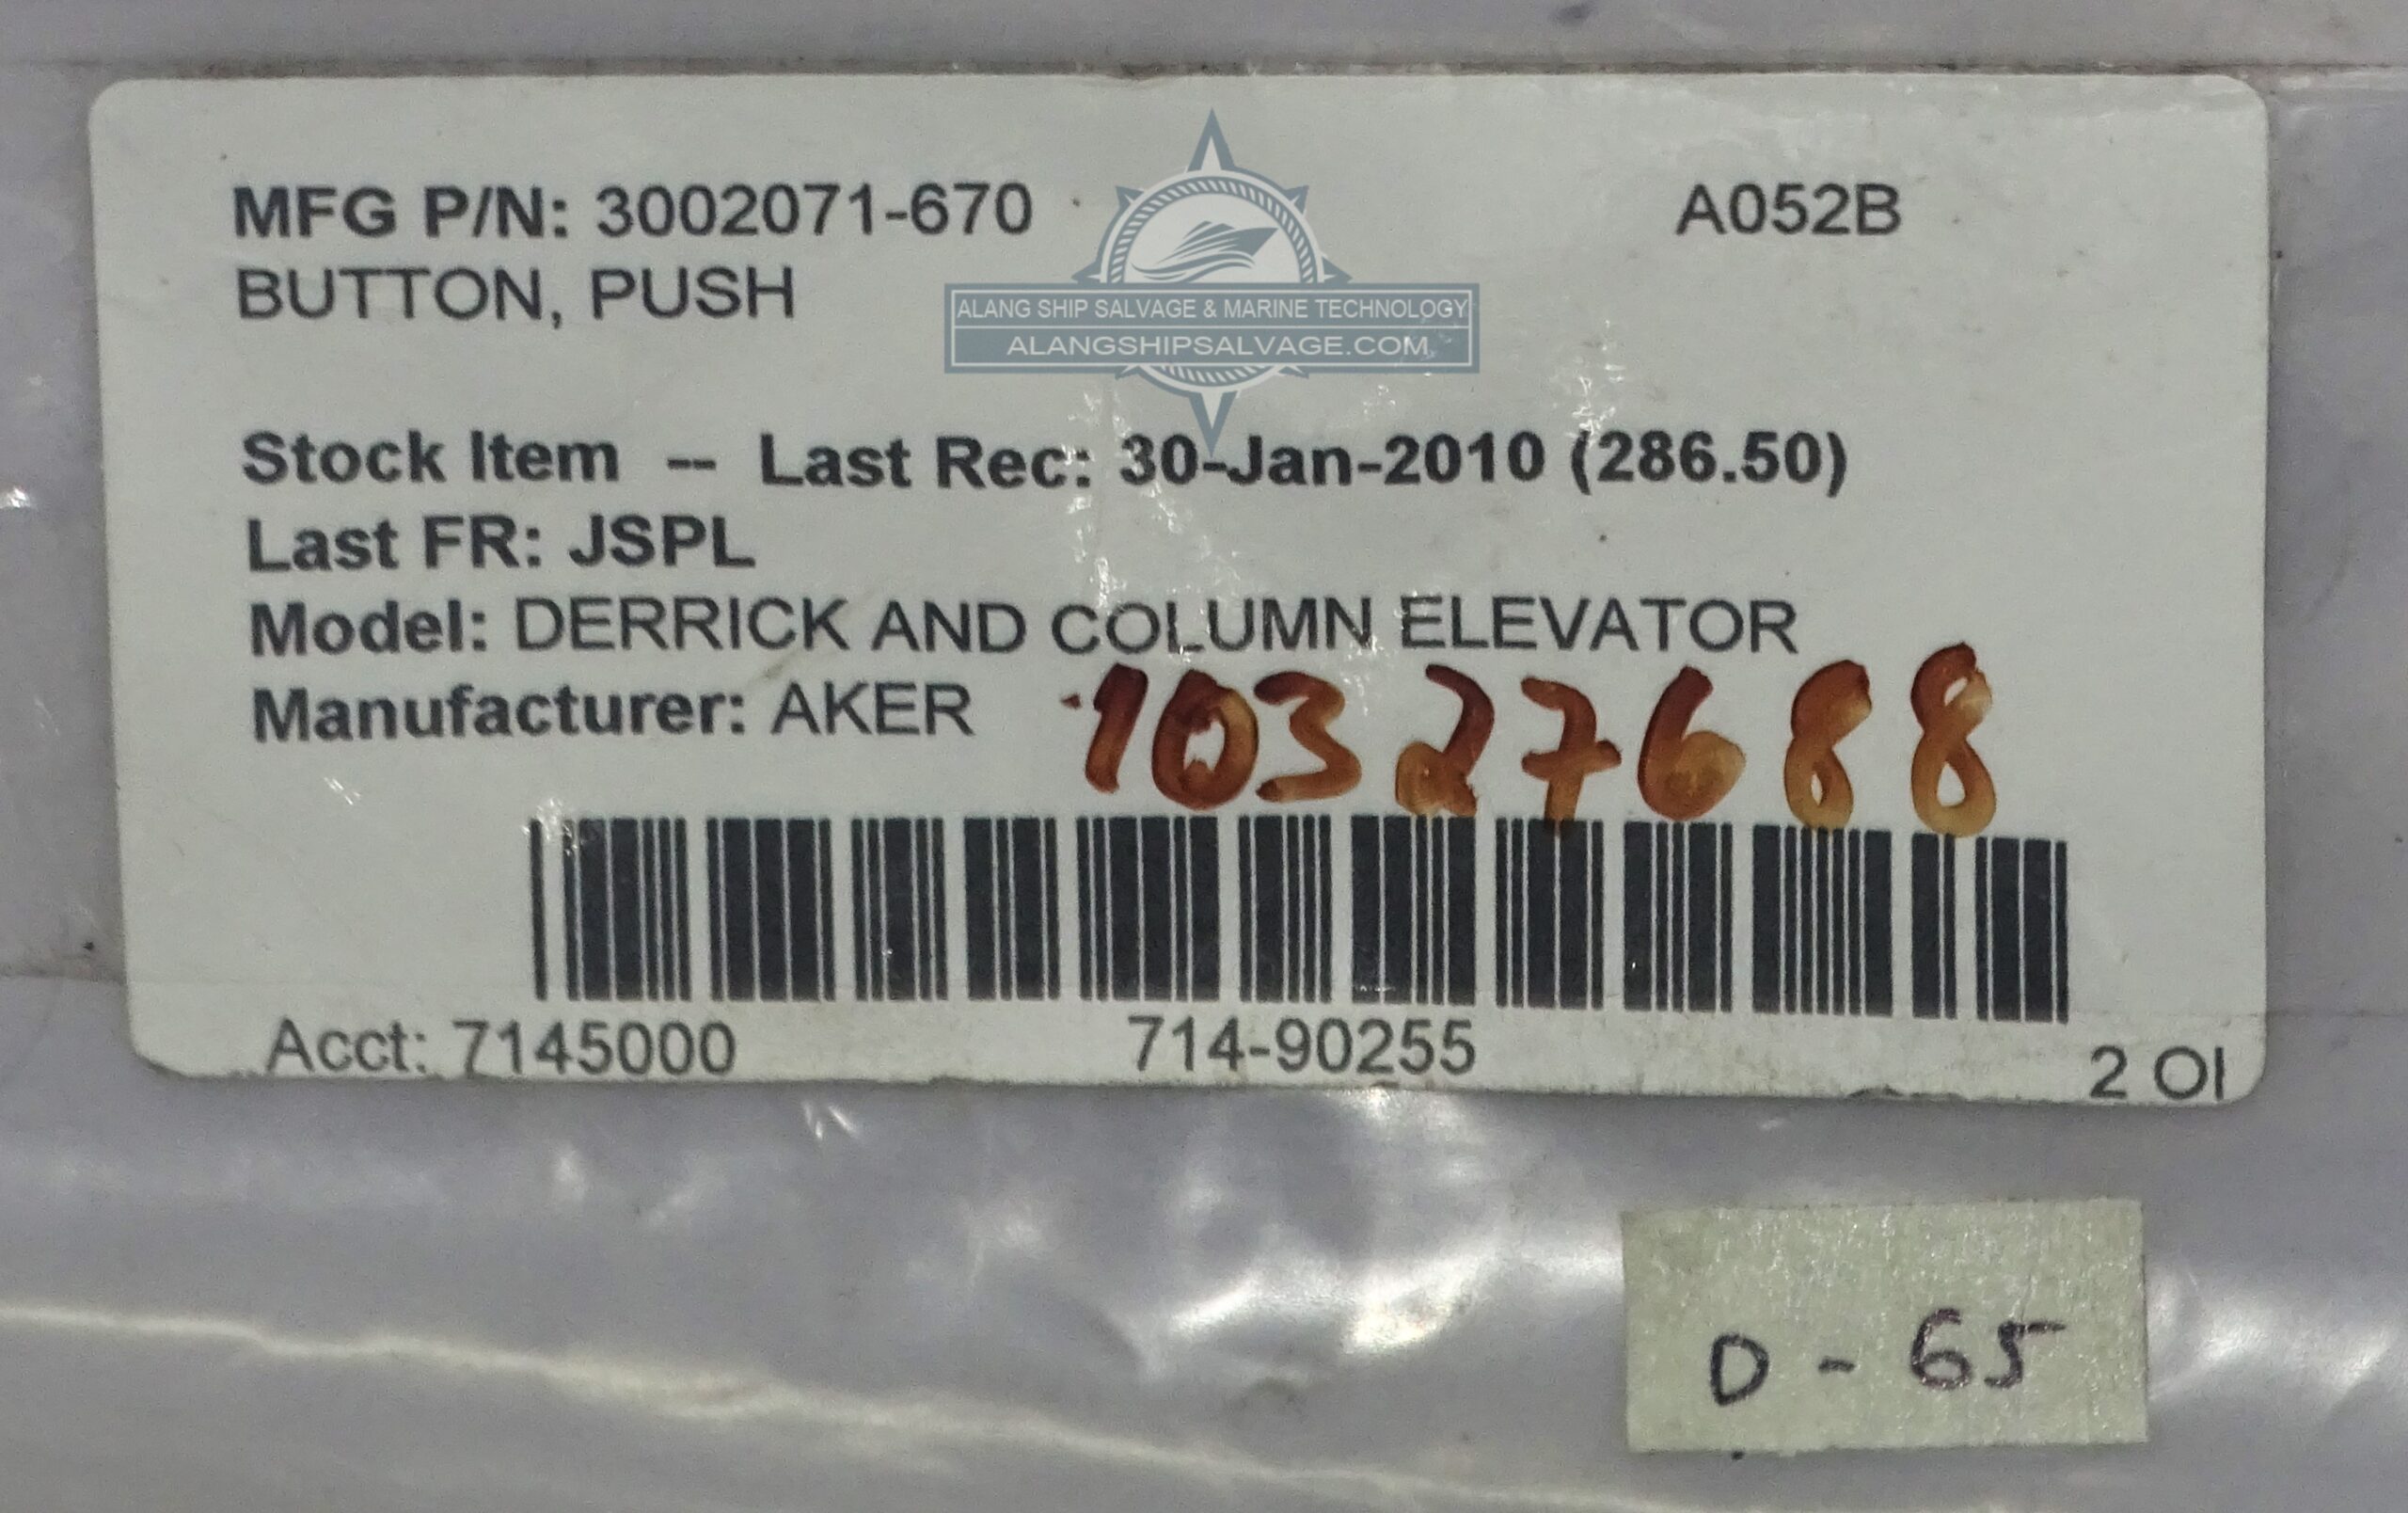 MFG P/N: 3002071-670 A052B
BUTTON, PUSH
ALANG SHIP SALVAGE & MARINE TECHNOLOGY
ALANGSHIPSALVAGE.COM
Stock Item -- Last Rec: 30-Jan-2010 (286.50)
Last FR: JSPL
Model: DERRICK AND COLUMN ELEVATOR
Manufacturer: AKER
10327688
Acct: 7145000 714-90255 2 OI
D - 65